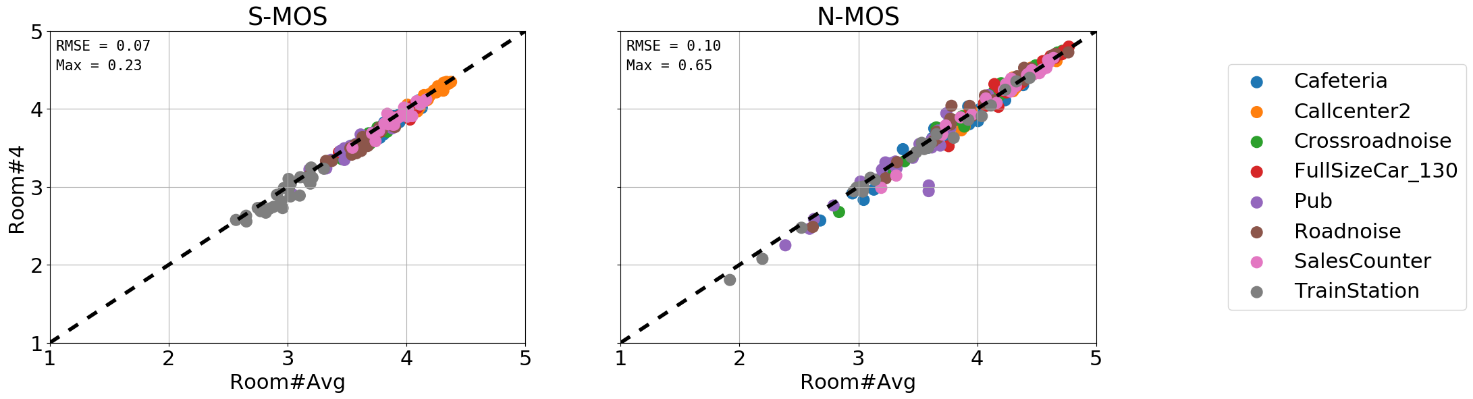 S-MOS
N-MOS
RMSE = 0.07
Max = 0.23
RMSE = 0.10
Max = 0.65
5
4
3
2
1
Room#4
1 2 3 4 5
1 2 3 4 5
Room#Avg
Room#Avg
Cafeteria
Callcenter2
Crossroadnoise
FullSizeCar_130
Pub
Roadnoise
SalesCounter
TrainStation